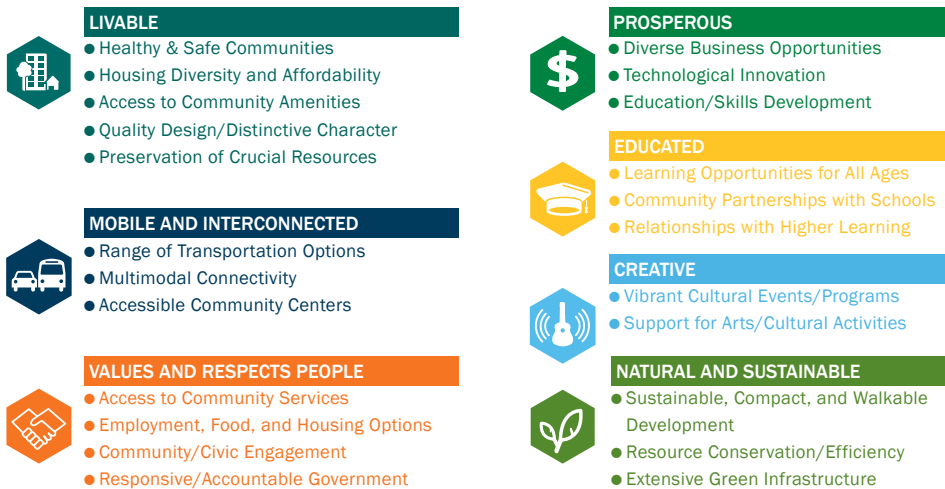 LIVABLE
● Healthy & Safe Communities
● Housing Diversity and Affordability
● Access to Community Amenities
● Quality Design/Distinctive Character
● Preservation of Crucial Resources
MOBILE AND INTERCONNECTED
● Range of Transportation Options
● Multimodal Connectivity
● Accessible Community Centers
VALUES AND RESPECTS PEOPLE
● Access to Community Services
● Employment, Food, and Housing Options
● Community/Civic Engagement
● Responsive/Accountable Government
$
PROSPEROUS
● Diverse Business Opportunities
● Technological Innovation
● Education/Skills Development
EDUCATED
● Learning Opportunities for All Ages
● Community Partnerships with Schools
● Relationships with Higher Learning
CREATIVE
● Vibrant Cultural Events/Programs
● Support for Arts/Cultural Activities
NATURAL AND SUSTAINABLE
● Sustainable, Compact, and Walkable
Development
● Resource Conservation/Efficiency
● Extensive Green Infrastructure